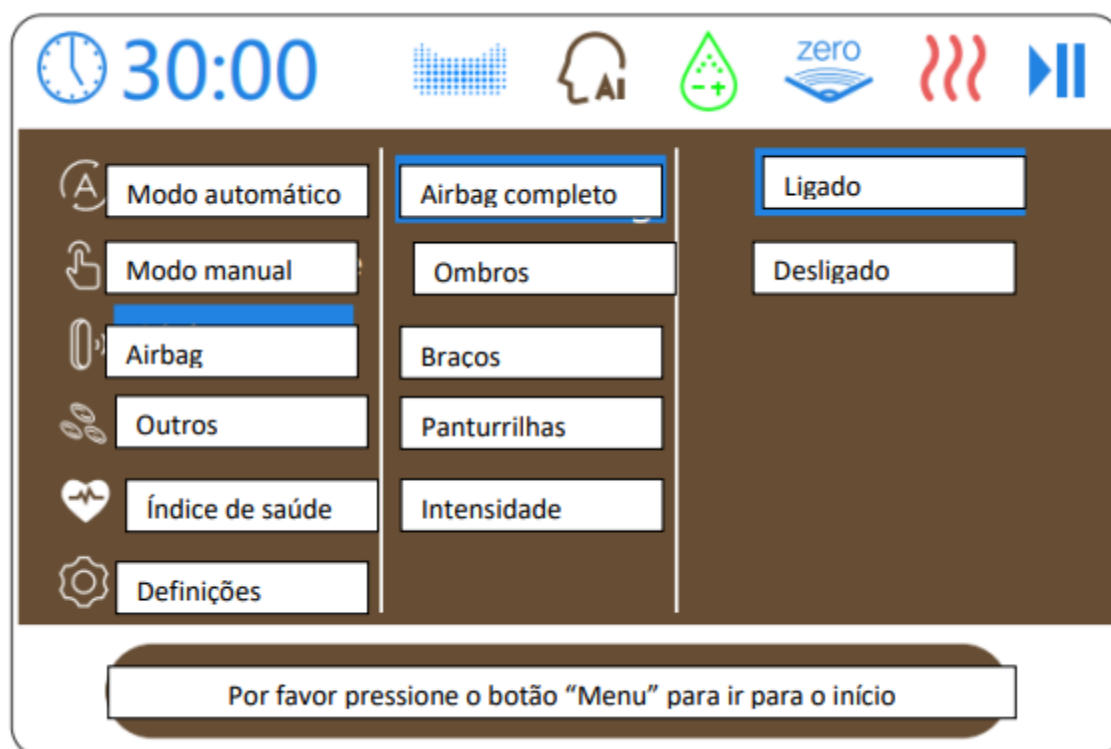 30:00
AI
zero
Modo automático
Airbag completo
Ligado
Modo manual
Ombros
Desligado
Airbag
Braços
Outros
Panturrilhas
Índice de saúde
Intensidade
Definições
Por favor pressione o botão “Menu” para ir para o início